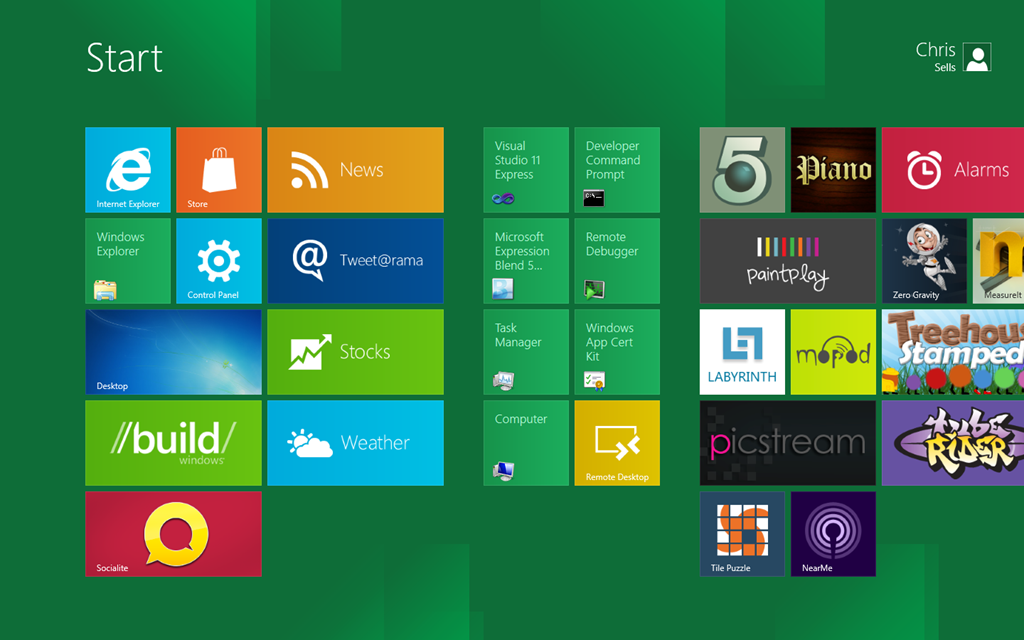 Start
Chris
Sells
Internet Explorer
Store
News
Windows
Explorer
Control Panel
Tweet@rama
Desktop
Stocks
//build/
windows
Weather
Socialite
Visual
Studio 11
Express
Developer
Command
Prompt
Microsoft
Expression
Blend 5...
Remote
Debugger
Task
Manager
Windows
App Cert
Kit
Computer
Remote Desktop
5
Piano
Alarms
paintplay
Zero Gravity
MeasureIt
LABYRINTH
mopod
Treehous
Stamped
picstream
tube
RiDER
Tile Puzzle
NearMe